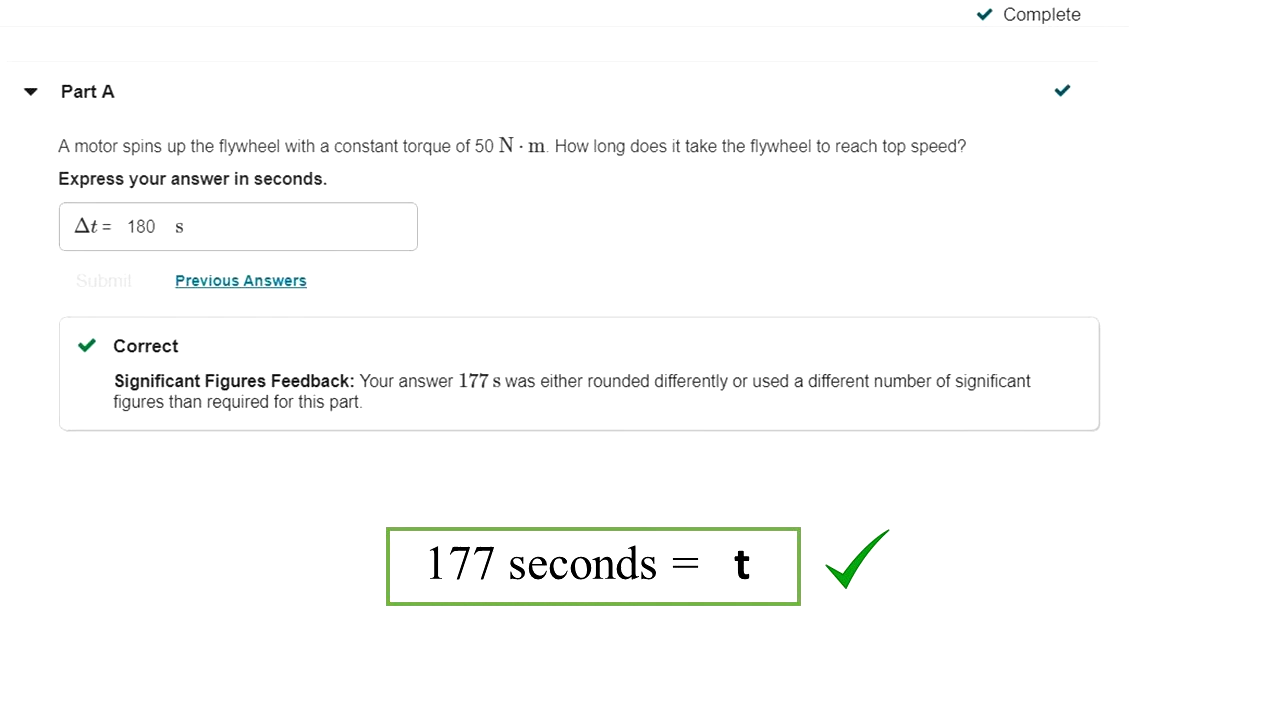 Complete
Part A
A motor spins up the flywheel with a constant torque of 50 N · m. How long does it take the flywheel to reach top speed?
Express your answer in seconds.
Δt = 180 s
Submit Previous Answers
Correct
Significant Figures Feedback: Your answer 177 s was either rounded differently or used a different number of significant
figures than required for this part.
177 seconds = t